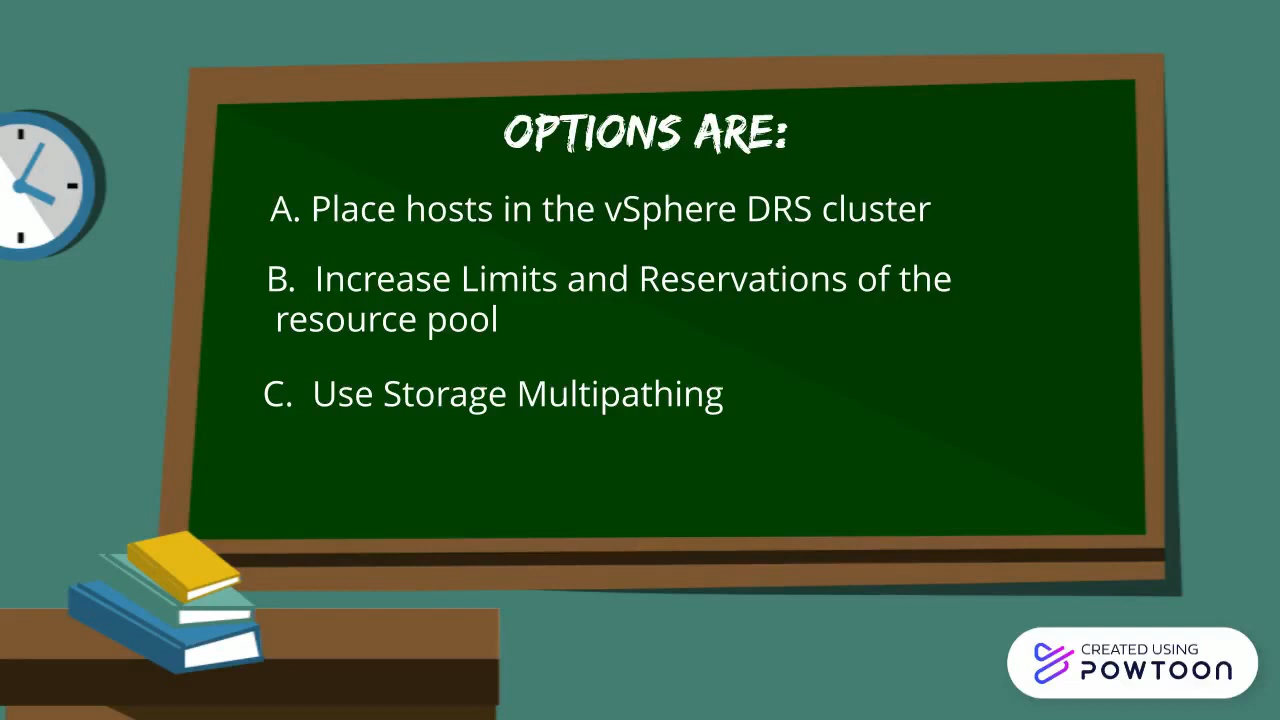 OPTIONS ARE:
A. Place hosts in the vSphere DRS cluster
B. Increase Limits and Reservations of the
resource pool
C. Use Storage Multipathing
CREATED USING
POWTOON